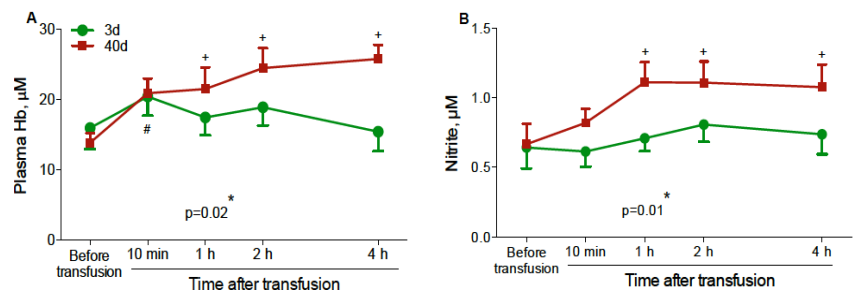 A
3d
40d
Plasma Hb, µM
30
20
10
0
+
+
+
#
*
p=0.02
Before
transfusion
10 min
1 h
2 h
4 h
Time after transfusion
B
Nitrite, µM
1.5
1.0
0.5
0.0
+
+
+
*
p=0.01
Before
transfusion
10 min
1 h
2 h
4 h
Time after transfusion